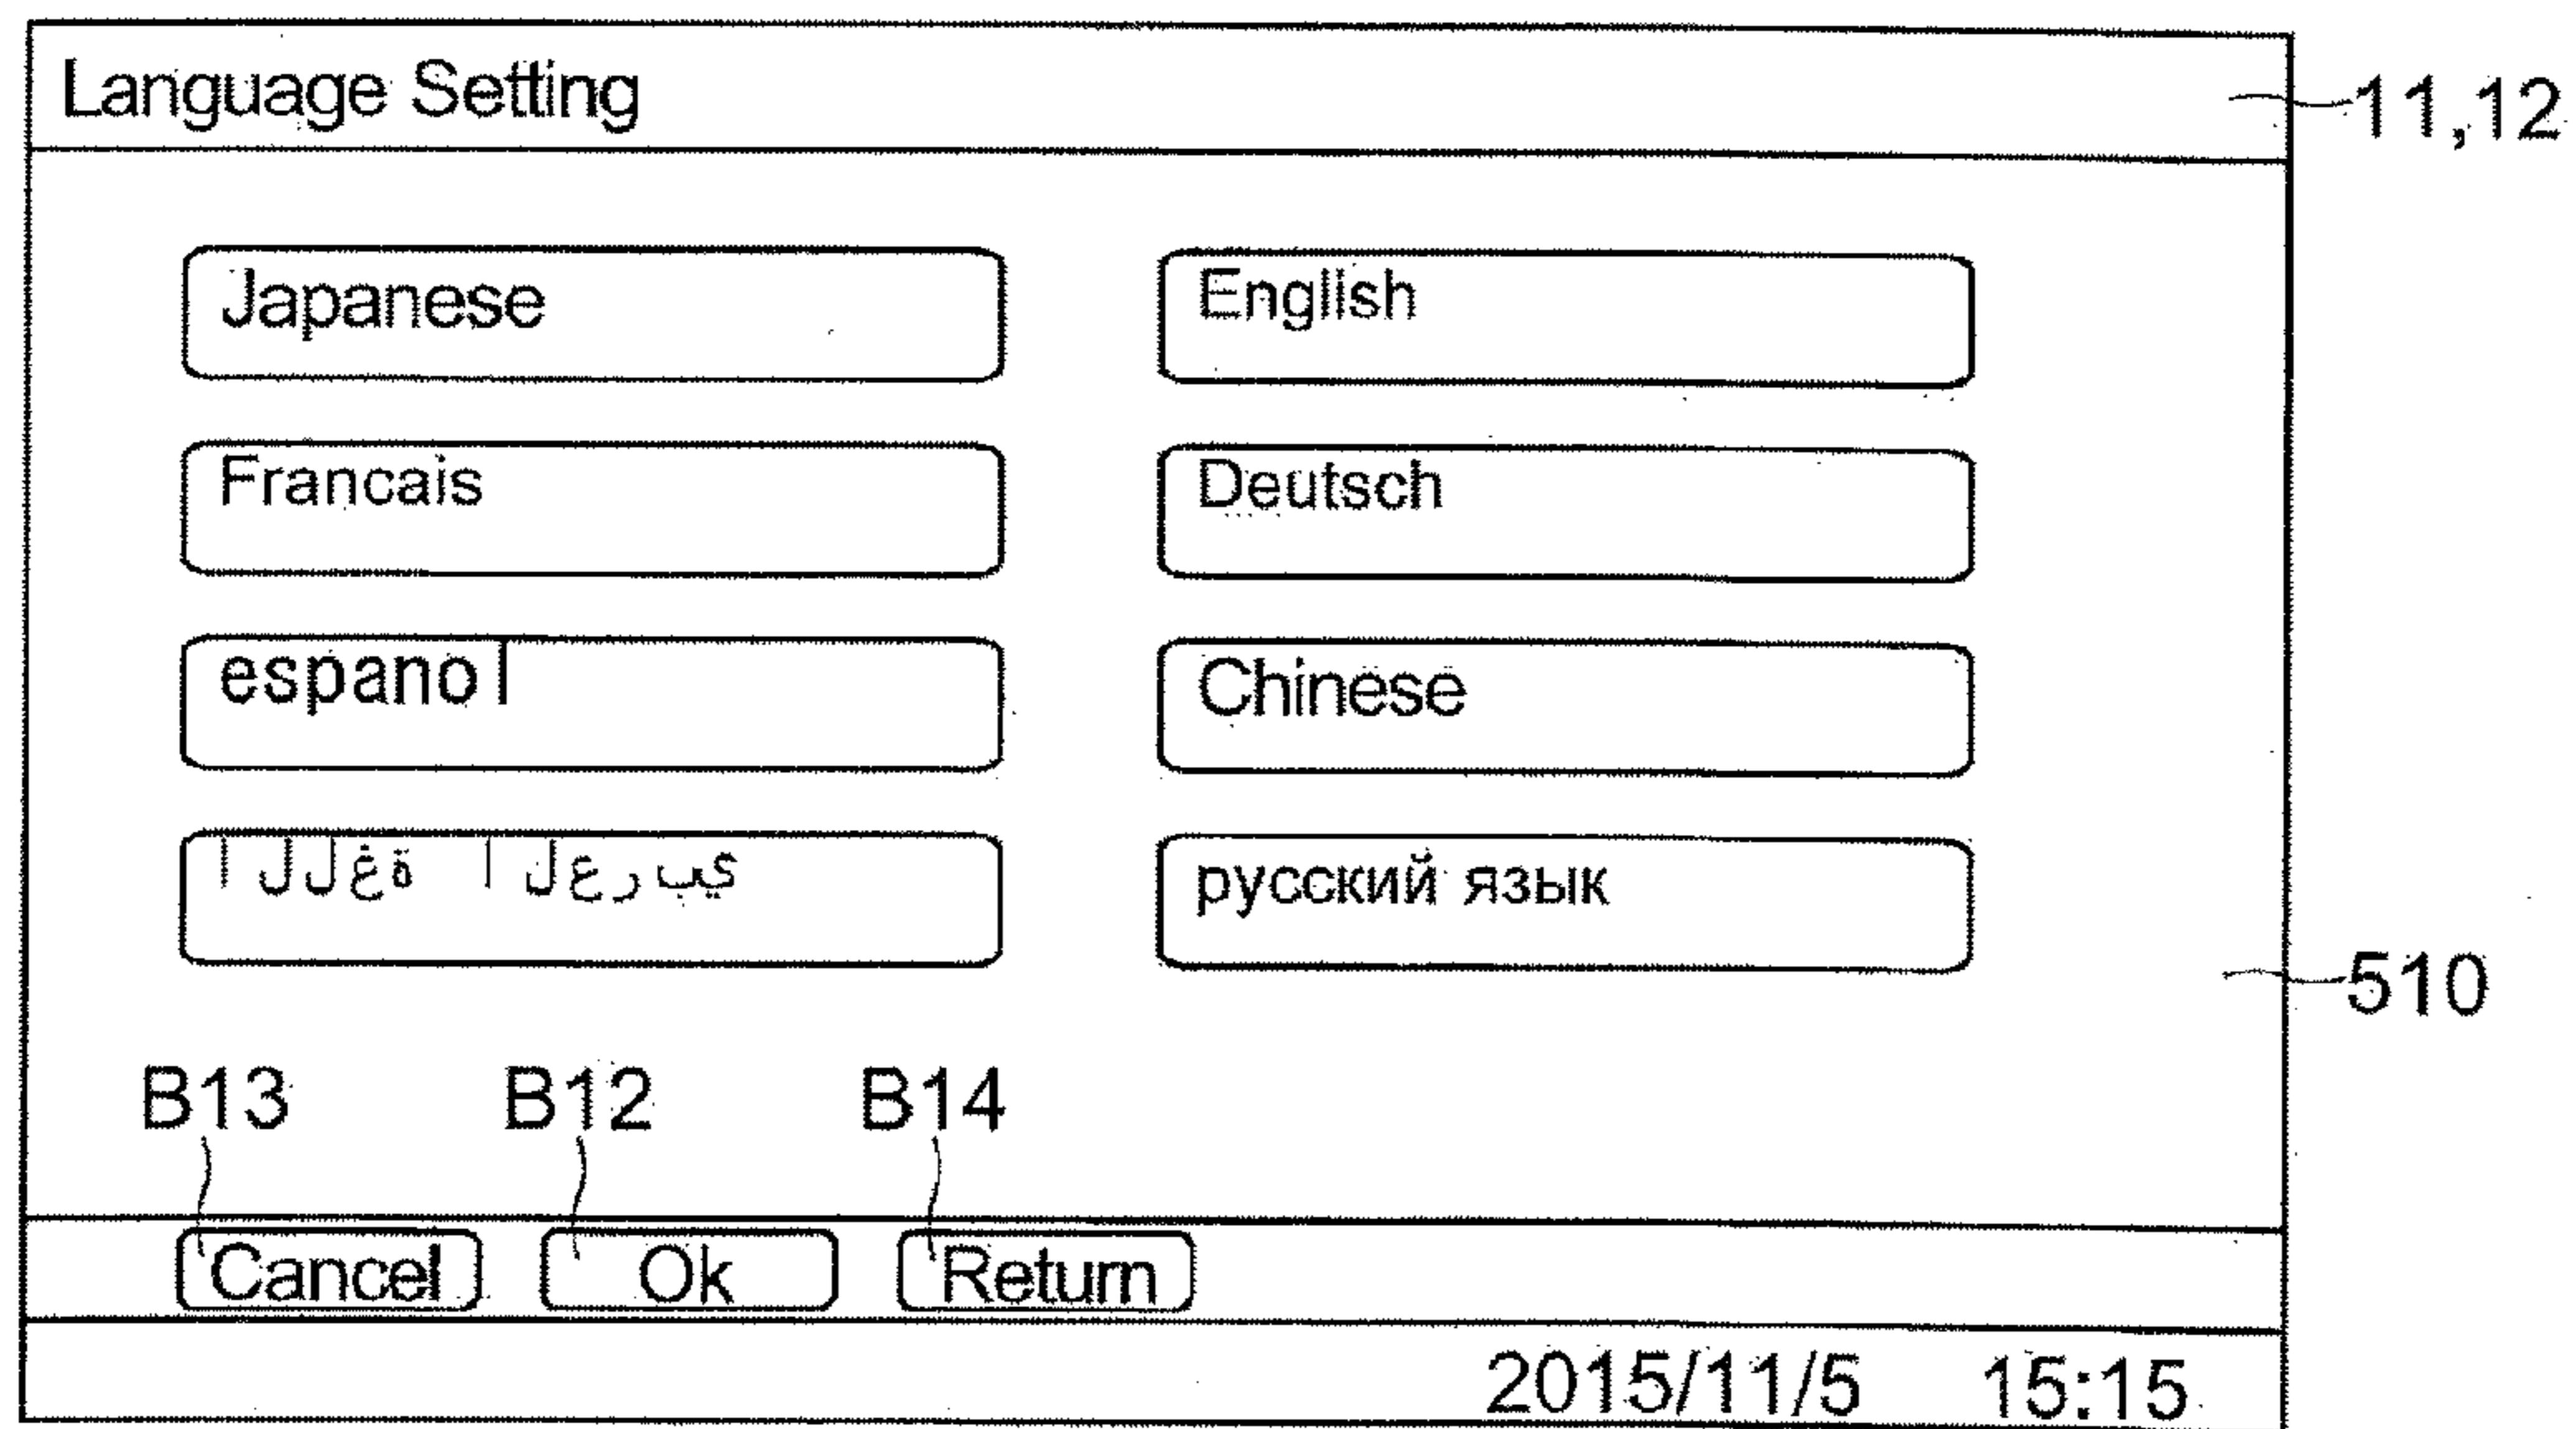 Language Setting
11,12
Japanese
English
Francais
Deutsch
espanol
Chinese
ا ل ل غ ة ا ل ع ر ب ي
русский язык
510
B13
B12
B14
Cancel
Ok
Return
2015/11/5 15:15